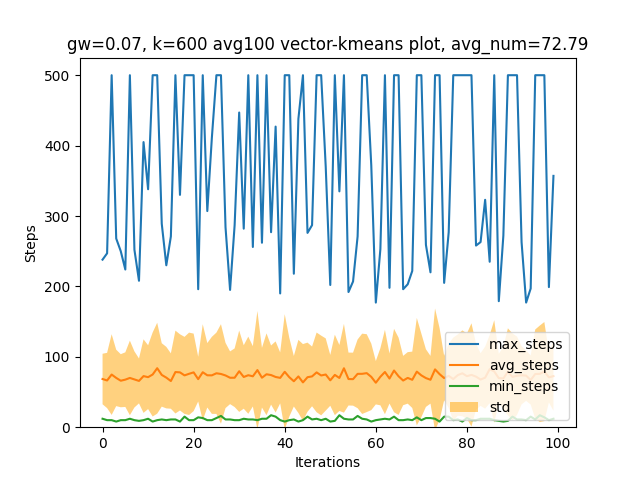 gw=0.07, k=600 avg100 vector-kmeans plot, avg_num=72.79
500
400
300
200
100
0
Steps
max_steps
avg_steps
min_steps
std
0 20 40 60 80 100
Iterations